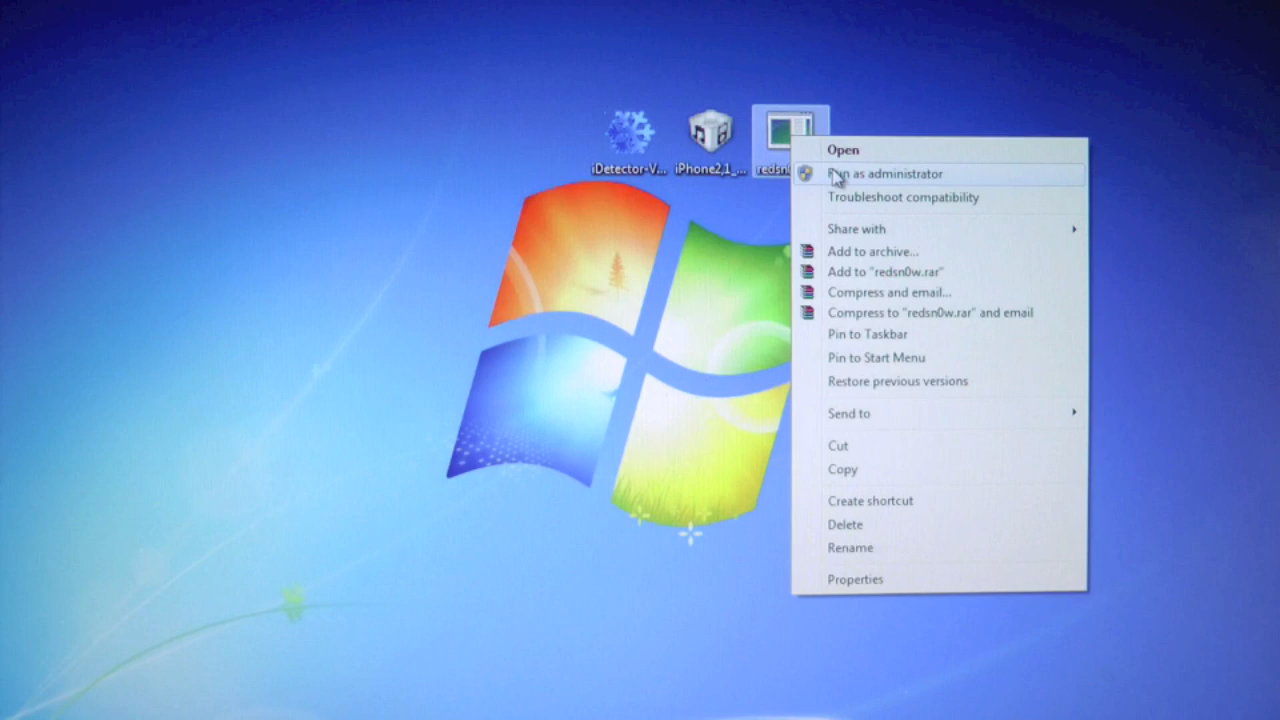 iDetector-V...
iPhone2,1_...
redsn
Open
Run as administrator
Troubleshoot compatibility
Share with
Add to archive...
Add to "redsn0w.rar"
Compress and email...
Compress to "redsn0w.rar" and email
Pin to Taskbar
Pin to Start Menu
Restore previous versions
Send to
Cut
Copy
Create shortcut
Delete
Rename
Properties